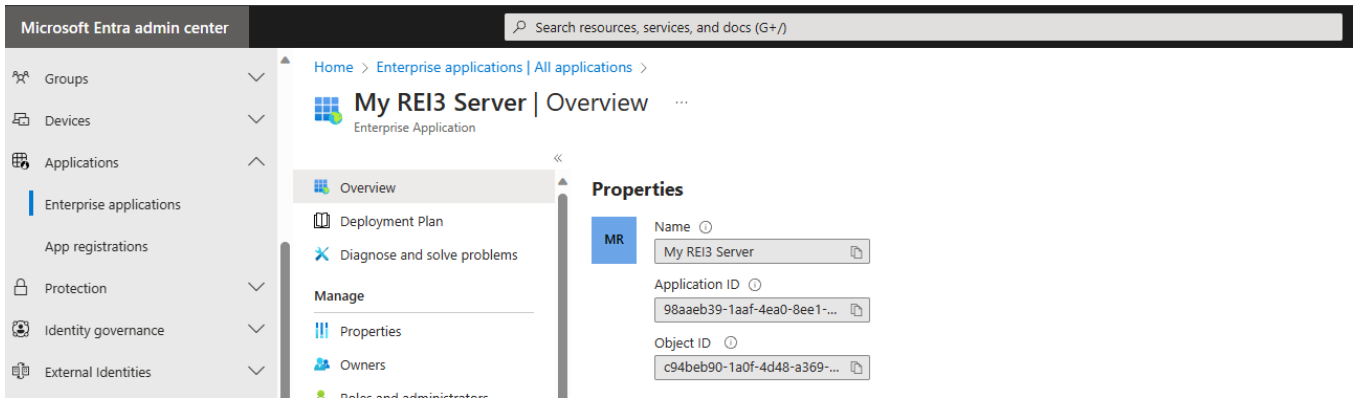 Microsoft Entra admin center
Search resources, services, and docs (G+/)
Groups
Devices
Applications
Enterprise applications
App registrations
Protection
Identity governance
External Identities
Home > Enterprise applications | All applications >
My REI3 Server | Overview ...
Enterprise Application
«
Overview
Deployment Plan
Diagnose and solve problems
Manage
Properties
Owners
Roles and administrators
Properties
MR
Name
My REI3 Server
Application ID
98aaeb39-1aaf-4ea0-8ee1-...
Object ID
c94beb90-1a0f-4d48-a369-...